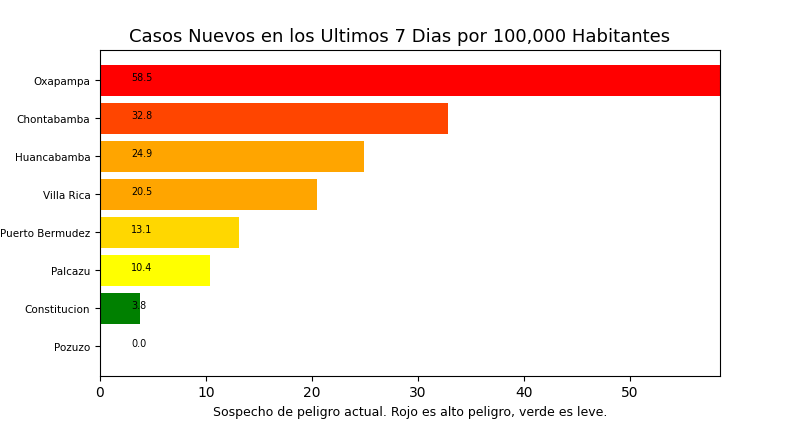 Casos Nuevos en los Ultimos 7 Dias por 100,000 Habitantes
Oxapampa 58.5
Chontabamba 32.8
Huancabamba 24.9
Villa Rica 20.5
Puerto Bermudez 13.1
Palcazu 10.4
Constitucion 3.8
Pozuzo 0.0
0 10 20 30 40 50
Sospecho de peligro actual. Rojo es alto peligro, verde es leve.